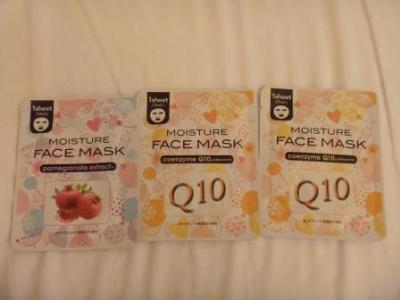 1sheet
MOISTURE
FACE MASK
pomegranate extract
1sheet
MOISTURE
FACE MASK
coenzyme Q10
Q10
1sheet
MOISTURE
FACE MASK
coenzyme Q10
Q10